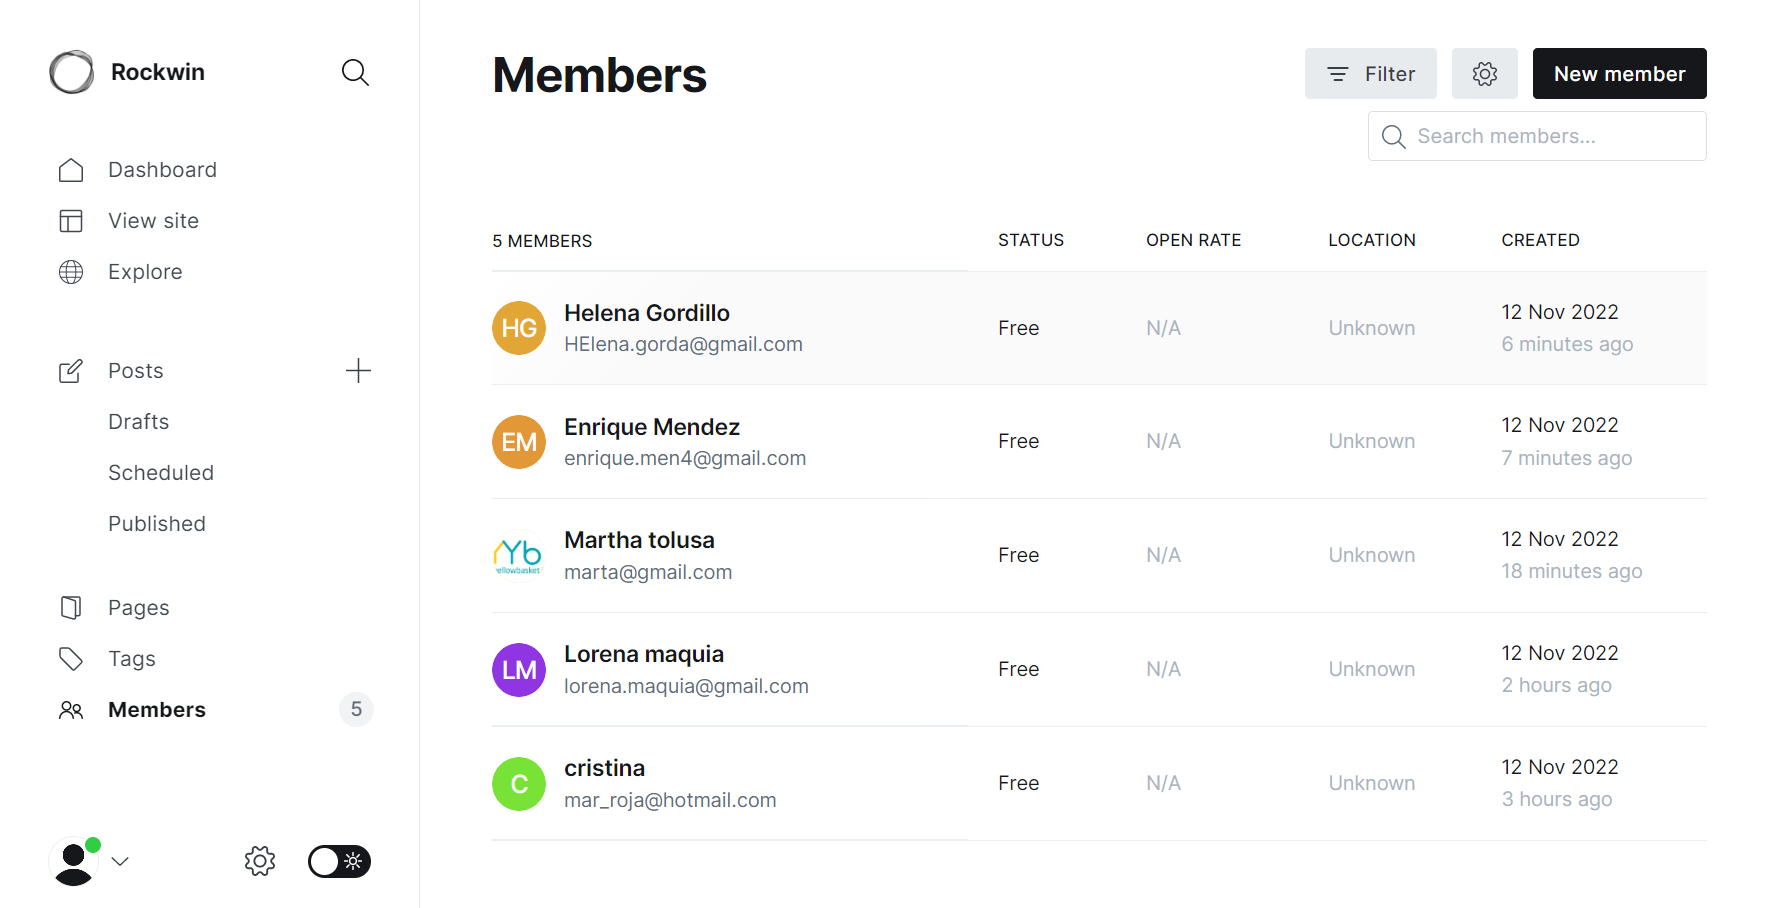 Rockwin
Dashboard
View site
Explore
Posts
Drafts
Scheduled
Published
Pages
Tags
Members 5
Members
Filter
New member
Search members...
5 MEMBERS STATUS OPEN RATE LOCATION CREATED
HG Helena Gordillo Free N/A Unknown 12 Nov 2022
HElena.gorda@gmail.com 6 minutes ago
EM Enrique Mendez Free N/A Unknown 12 Nov 2022
enrique.men4@gmail.com 7 minutes ago
Yb Martha tolusa Free N/A Unknown 12 Nov 2022
ellowbasket marta@gmail.com 18 minutes ago
LM Lorena maquia Free N/A Unknown 12 Nov 2022
lorena.maquia@gmail.com 2 hours ago
C cristina Free N/A Unknown 12 Nov 2022
mar_roja@hotmail.com 3 hours ago